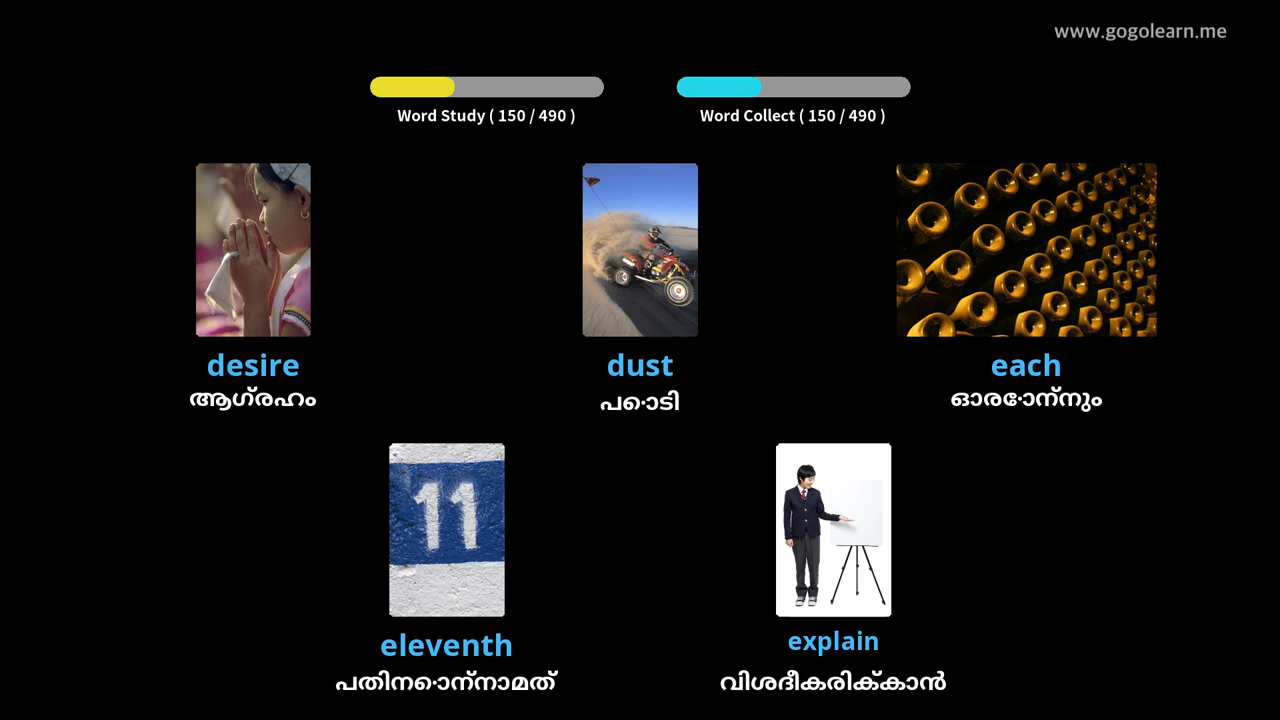 www.gogolearn.me
Word Study ( 150 / 490 )
Word Collect ( 150 / 490 )
desire
dust
each
ആഗ്രഹം
പൊടി
ഓരോന്നും
eleventh
explain
പതിനൊന്നാമത്
വിശദീകരിക്കാൻ
11